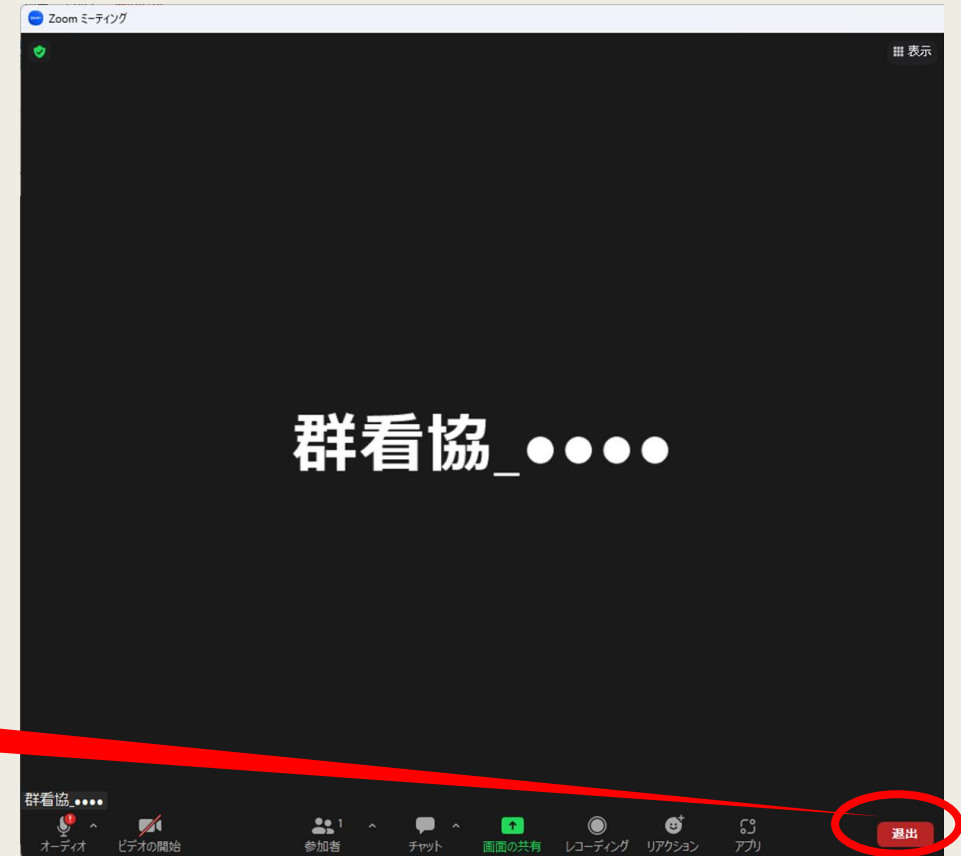 Zoom ミーティング
表示
群看協_●●●●
群看協_●●●●
オーディオ ビデオの開始 1 参加者 チャット 画面の共有 レコーディング リアクション アプリ 退出